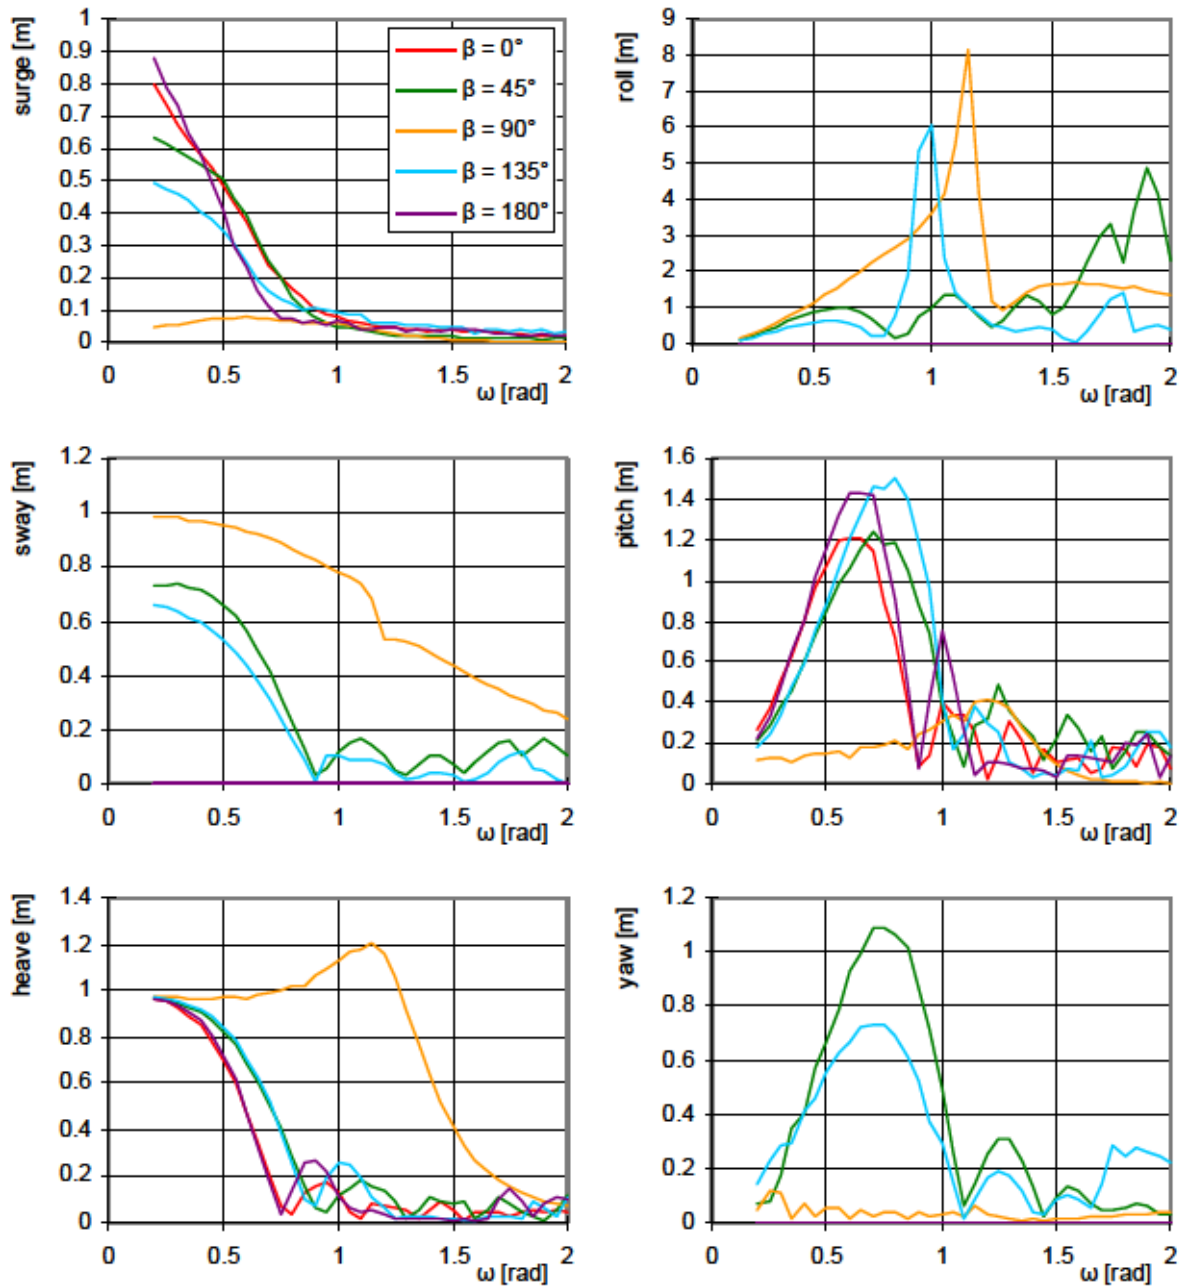 surge [m]
1
0.9
0.8
0.7
0.6
0.5
0.4
0.3
0.2
0.1
0
β = 0°
β = 45°
β = 90°
β = 135°
β = 180°
0 0.5 1 1.5 2
ω [rad]
roll [m]
9
8
7
6
5
4
3
2
1
0
0 0.5 1 1.5 2
ω [rad]
sway [m]
1.2
1
0.8
0.6
0.4
0.2
0
0 0.5 1 1.5 2
ω [rad]
pitch [m]
1.6
1.4
1.2
1
0.8
0.6
0.4
0.2
0
0 0.5 1 1.5 2
ω [rad]
heave [m]
1.4
1.2
1
0.8
0.6
0.4
0.2
0
0 0.5 1 1.5 2
ω [rad]
yaw [m]
1.2
1
0.8
0.6
0.4
0.2
0
0 0.5 1 1.5 2
ω [rad]